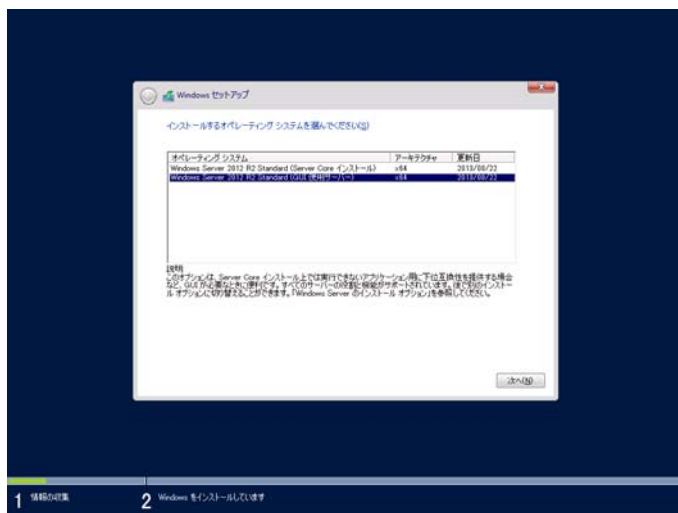 Windows セットアップ
インストールするオペレーティング システムを選んでください(S)
オペレーティング システム アーキテクチャ 更新日
Windows Server 2012 R2 Standard (Server Core インストール) x64 2013/08/22
Windows Server 2012 R2 Standard (GUI 使用サーバー) x64 2013/08/22
説明
このオプションは、Server Core インストール上では実行できないアプリケーション用に下位互換性を提供する場合
など、GUI が必要なときに便利です。すべてのサーバーの役割と機能がサポートされています。後で別のインストー
ル オプションに切り替えることができます。「Windows Server のインストール オプション」を参照してください。
次へ(N)
1 情報の収集 2 Windows をインストールしています